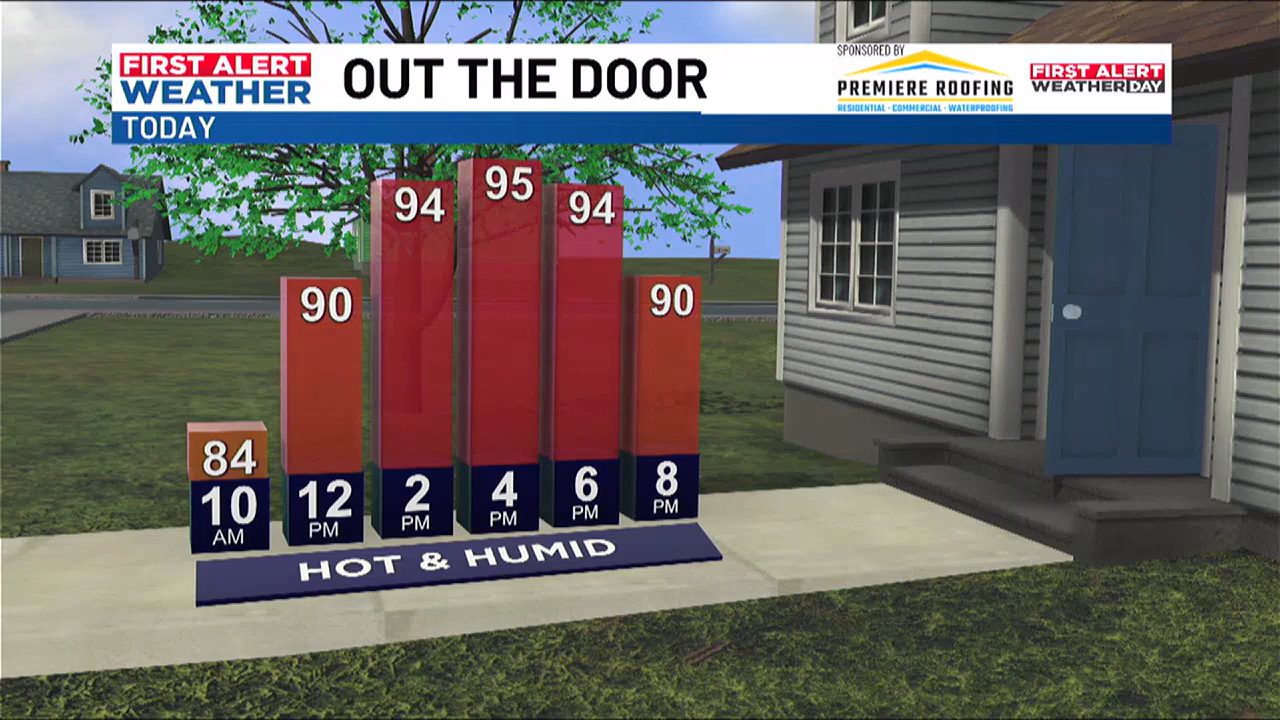 FIRST ALERT
WEATHER
OUT THE DOOR
SPONSORED BY
PREMIERE ROOFING
RESIDENTIAL · COMMERCIAL · WATERPROOFING
FIRST ALERT
WEATHER DAY
TODAY
84
90
94
95
94
90
10
AM
12
PM
2
PM
4
PM
6
PM
8
PM
HOT & HUMID